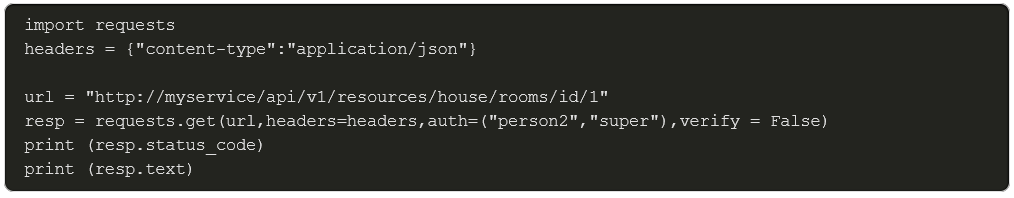 import requests
headers = {"content-type":"application/json"}
url = "http://myservice/api/v1/resources/house/rooms/id/1"
resp = requests.get(url,headers=headers,auth=("person2","super"),verify = False)
print (resp.status_code)
print (resp.text)